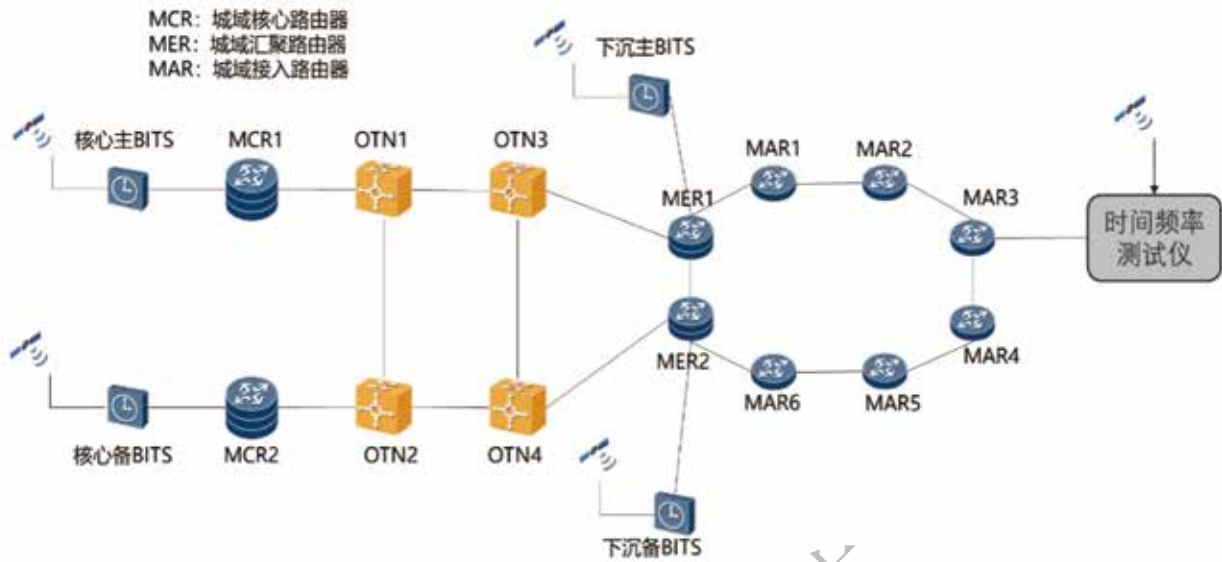 MCR：城域核心路由器
MER：城域汇聚路由器
MAR：城域接入路由器
下沉主BITS
核心主BITS
MCR1
OTN1
OTN3
MER1
MAR1
MAR2
MAR3
时间频率
测试仪
MER2
MAR4
MAR6
MAR5
核心备BITS
MCR2
OTN2
OTN4
下沉备BITS